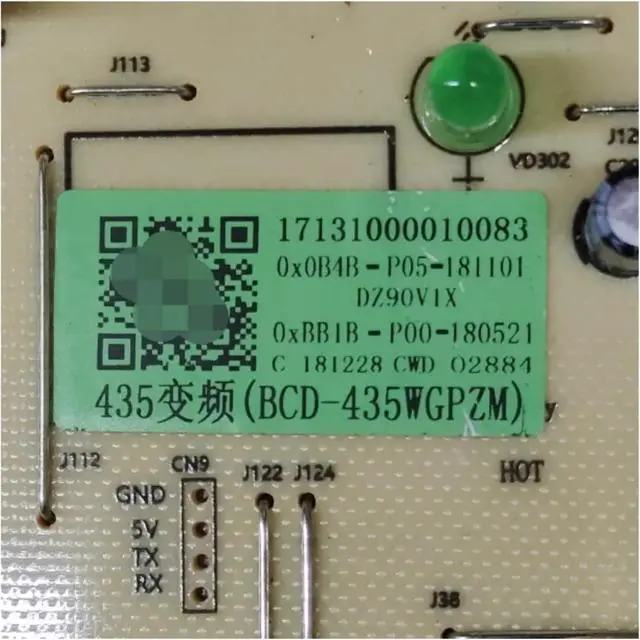 J113
VD302
17131000010083
0x0B4B-P05-181101
DZ90V1X
0xBB1B-P00-180521
C 181228 CWD 02884
435变频(BCD-435WGPZM)
J112
CN9
J122
J124
HOT
GND
5V
TX
RX
J36